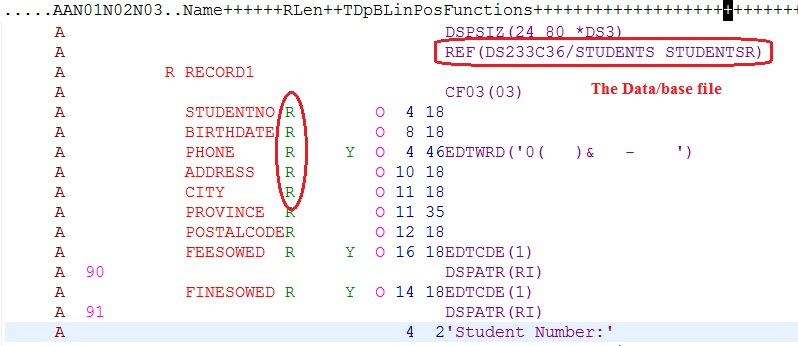 .....AAN01N02N03..Name++++++RLen++TDpBLinPosFunctions++++++++++++++++++++++++++++
A DSPSIZ(24 80 *DS3)
A REF(DS233C36/STUDENTS STUDENTSR)
A R RECORD1
A CF03(03) The Data/base file
A STUDENTNO R O 4 18
A BIRTHDATE R O 8 18
A PHONE R Y O 4 46EDTWRD('0(   )&   -    ')
A ADDRESS R O 10 18
A CITY R O 11 18
A PROVINCE R O 11 35
A POSTALCODER O 12 18
A FEESOWED R Y O 16 18EDTCDE(1)
A 90 DSPATR(RI)
A FINESOWED R Y O 14 18EDTCDE(1)
A 91 DSPATR(RI)
A 4 2'Student Number:'